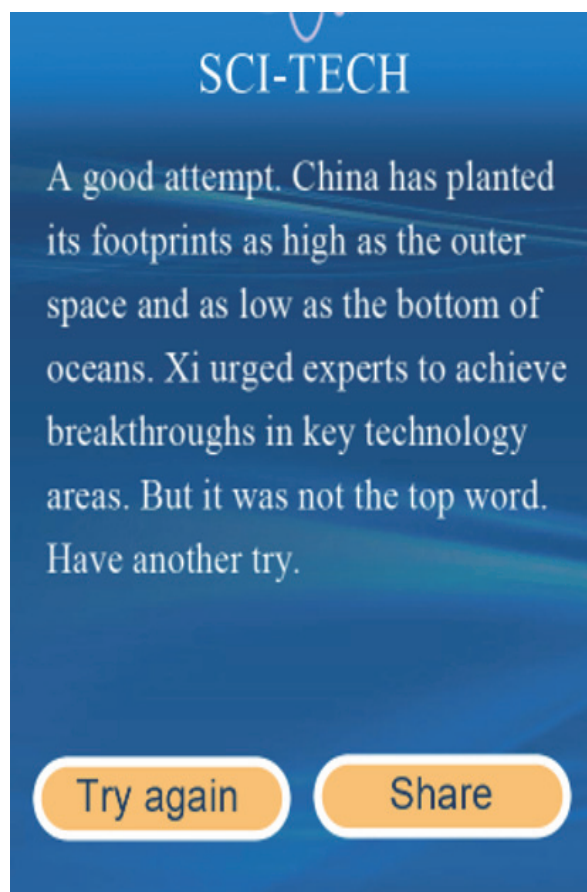 SCI-TECH
A good attempt. China has planted
its footprints as high as the outer
space and as low as the bottom of
oceans. Xi urged experts to achieve
breakthroughs in key technology
areas. But it was not the top word.
Have another try.
Try again
Share